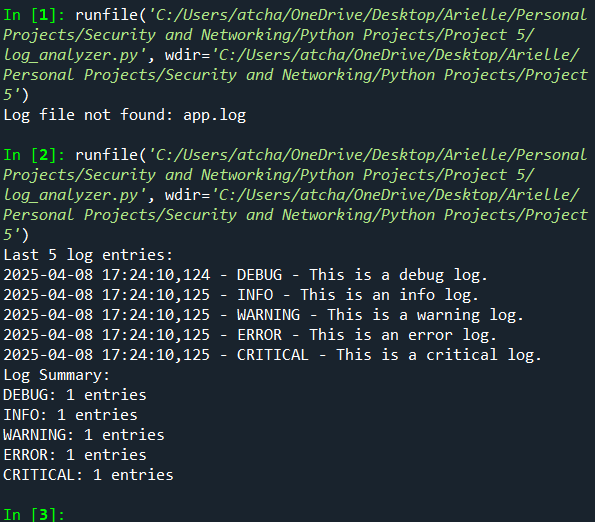 In [1]: runfile('C:/Users/atcha/OneDrive/Desktop/Arielle/Personal
Projects/Security and Networking/Python Projects/Project 5/
log_analyzer.py', wdir='C:/Users/atcha/OneDrive/Desktop/Arielle/
Personal Projects/Security and Networking/Python Projects/Project
5')
Log file not found: app.log
In [2]: runfile('C:/Users/atcha/OneDrive/Desktop/Arielle/Personal
Projects/Security and Networking/Python Projects/Project 5/
log_analyzer.py', wdir='C:/Users/atcha/OneDrive/Desktop/Arielle/
Personal Projects/Security and Networking/Python Projects/Project
5')
Last 5 log entries:
2025-04-08 17:24:10,124 - DEBUG - This is a debug log.
2025-04-08 17:24:10,125 - INFO - This is an info log.
2025-04-08 17:24:10,125 - WARNING - This is a warning log.
2025-04-08 17:24:10,125 - ERROR - This is an error log.
2025-04-08 17:24:10,125 - CRITICAL - This is a critical log.
Log Summary:
DEBUG: 1 entries
INFO: 1 entries
WARNING: 1 entries
ERROR: 1 entries
CRITICAL: 1 entries
In [3]: